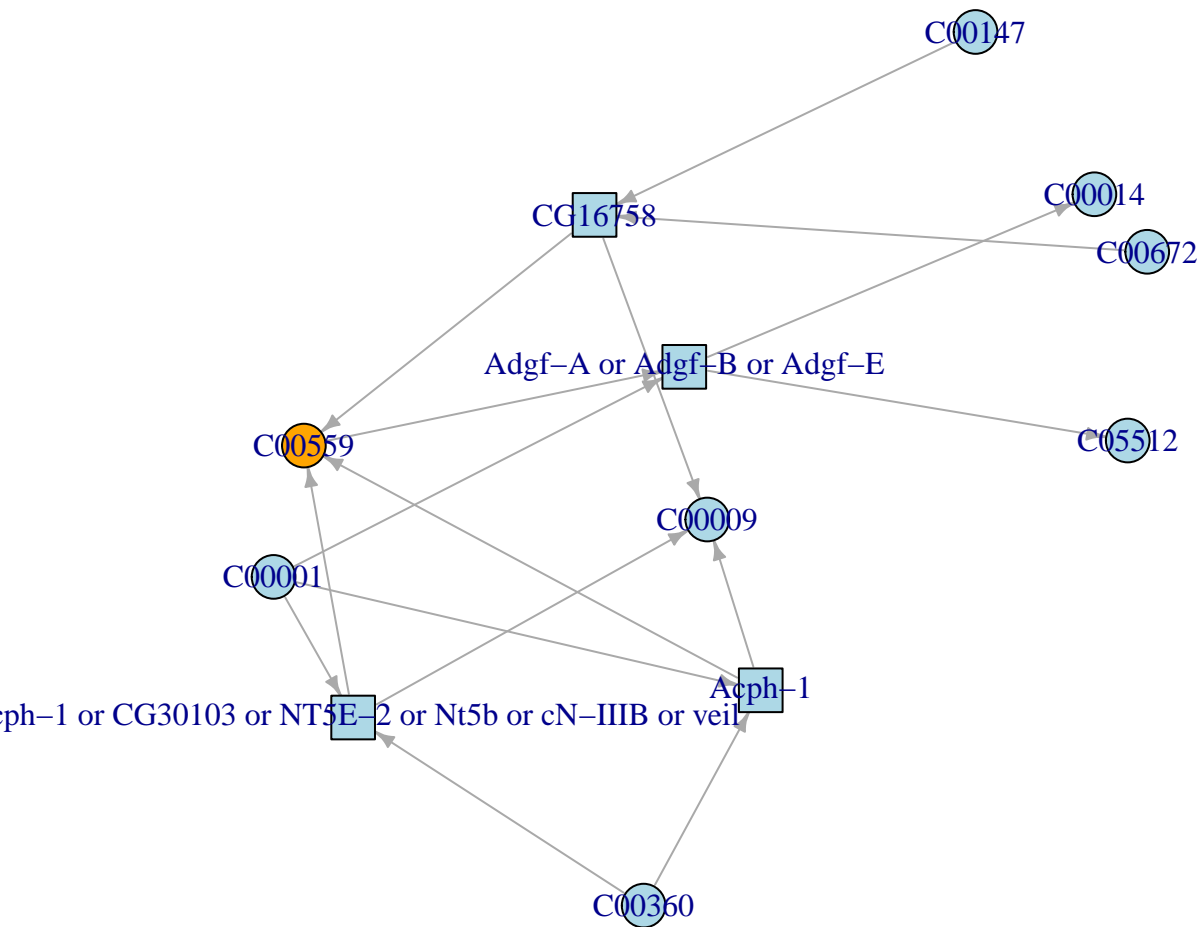 C00147
C00014
CG16758
C00672
Adgf−A or Adgf−B or Adgf−E
C00559
C05512
C00009
C00001
Acph−1
cph−1 or CG30103 or NT5E−2 or Nt5b or cN−IIIB or veil
C00360